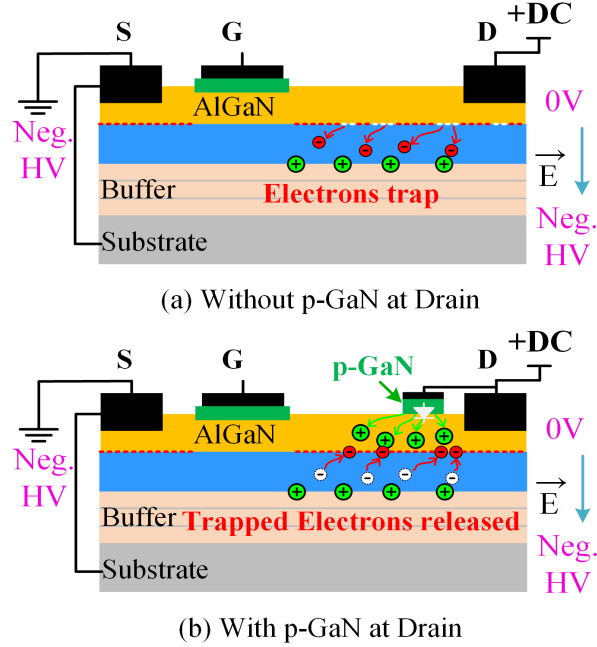 +DC
S G D
AlGaN
0V
Neg.
HV
E
Buffer
Electrons trap
Neg.
HV
Substrate
(a) Without p-GaN at Drain
+DC
S G p-GaN D
AlGaN
0V
Neg.
HV
E
Buffer
Trapped Electrons released
Neg.
HV
Substrate
(b) With p-GaN at Drain